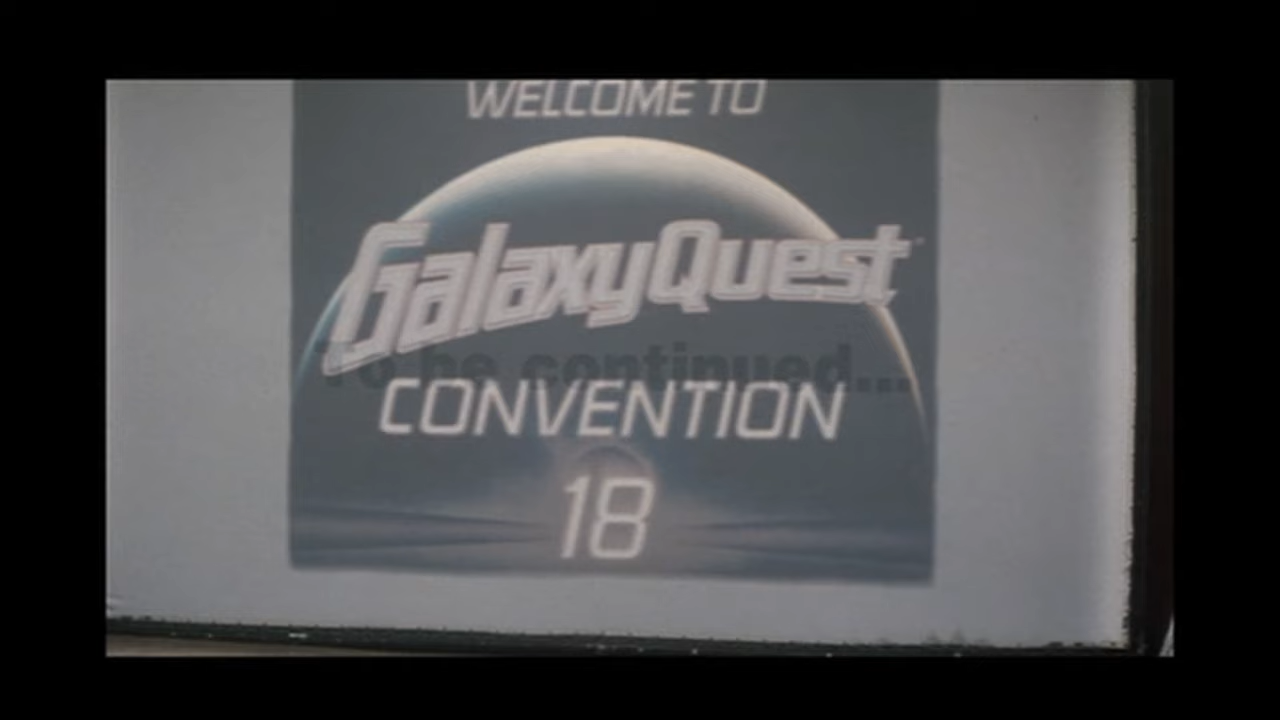 WELCOME TO
GalaxyQuest
To be continued...
CONVENTION
18